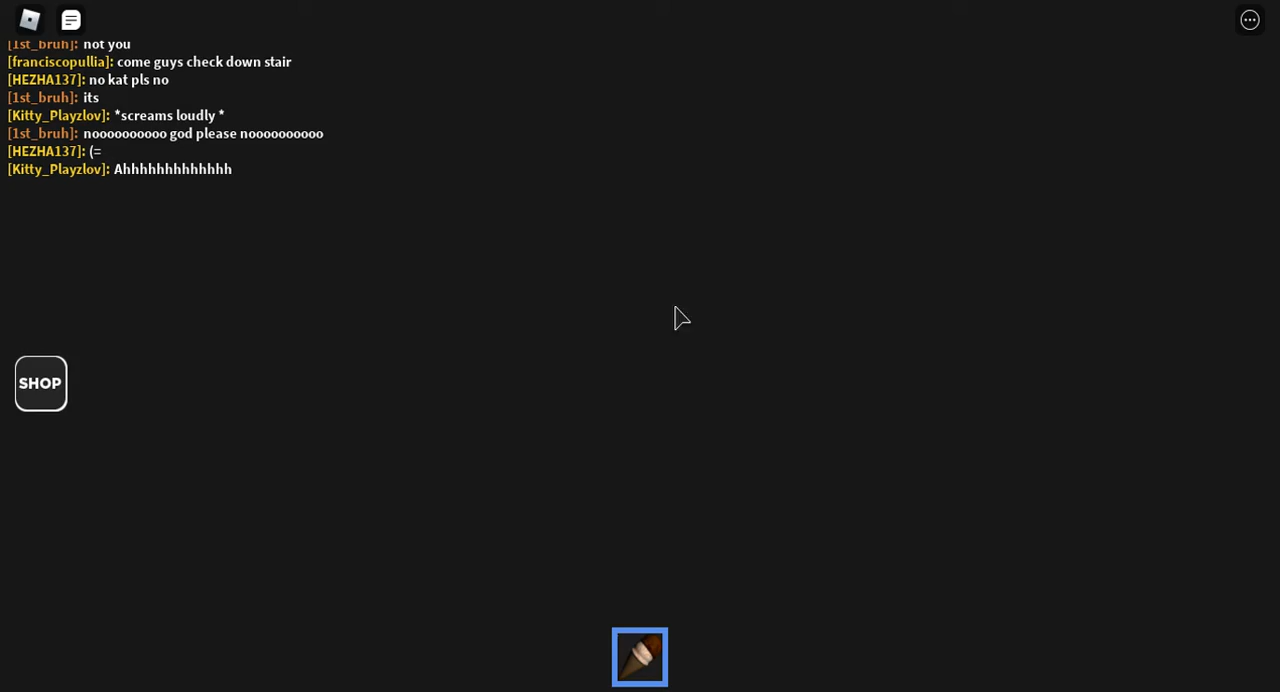 [1st_bruh]: not you
[franciscopullia]: come guys check down stair
[HEZHA137]: no kat pls no
[1st_bruh]: its
[Kitty_Playzlov]: *screams loudly *
[1st_bruh]: noooooooooo god please noooooooooo
[HEZHA137]: (=
[Kitty_Playzlov]: Ahhhhhhhhhhhhh
SHOP